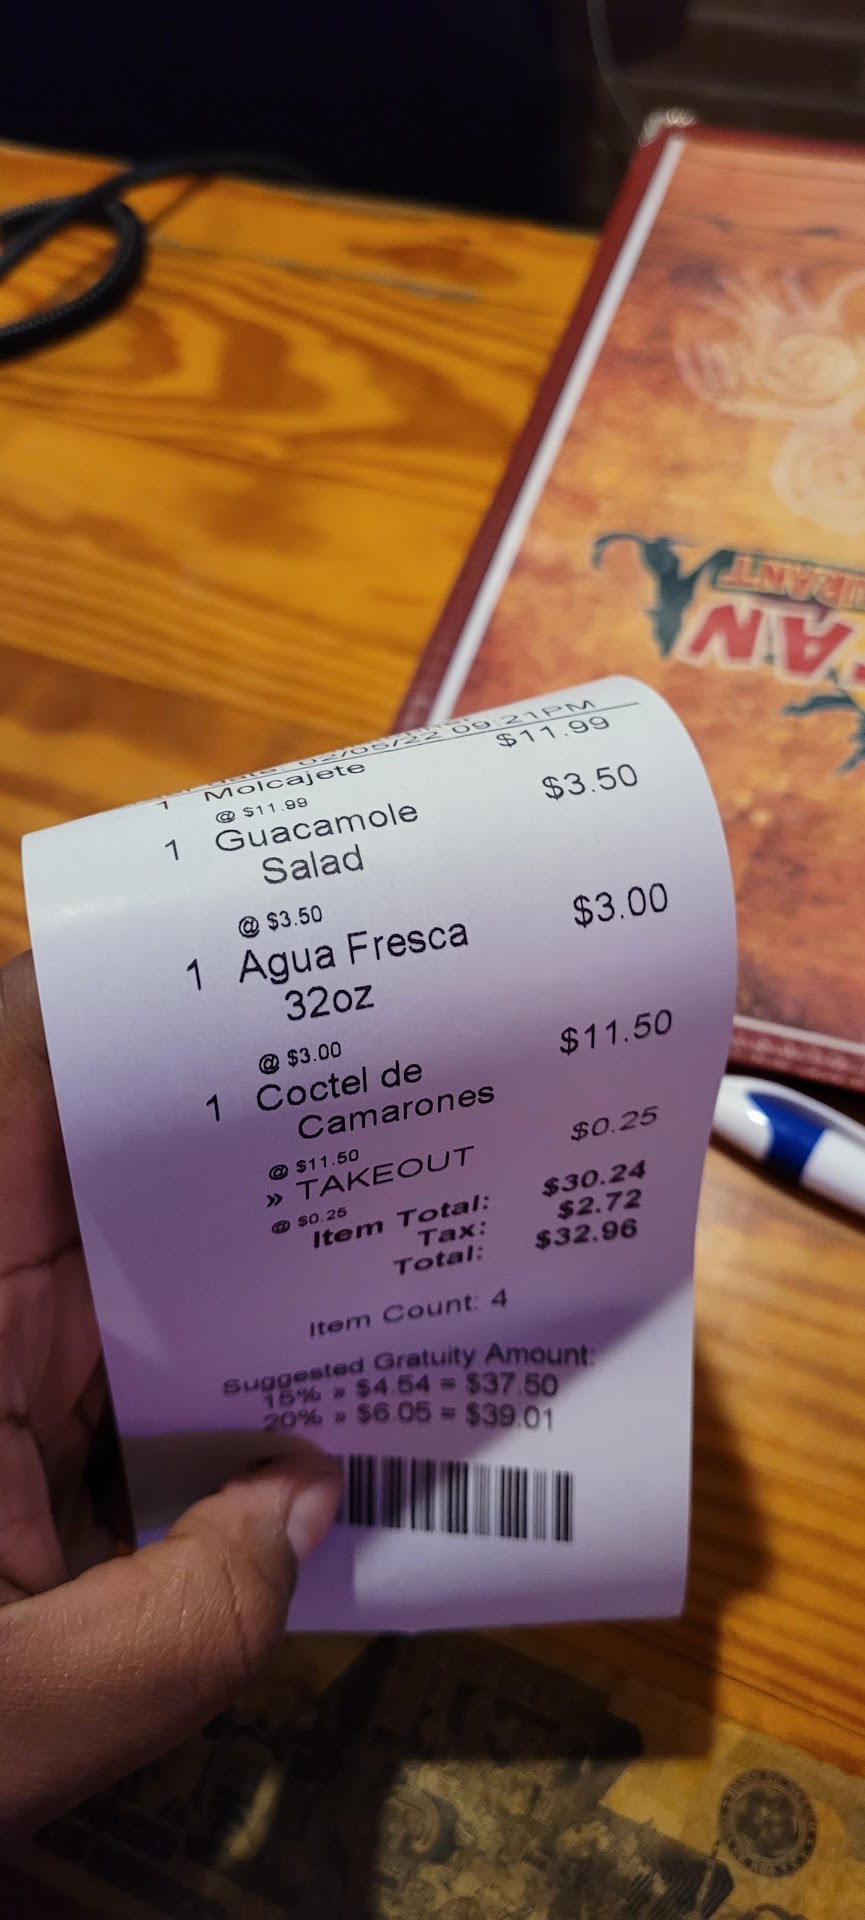 02/05/22 09:21PM
1 Molcajete $11.99
@ $11.99
1 Guacamole $3.50
Salad
@ $3.50
1 Agua Fresca $3.00
32oz
@ $3.00
1 Coctel de $11.50
Camarones
@ $11.50
» TAKEOUT $0.25
@ $0.25
Item Total: $30.24
Tax: $2.72
Total: $32.96
Item Count: 4
Suggested Gratuity Amount:
15% » $4.54 = $37.50
20% » $6.05 = $39.01